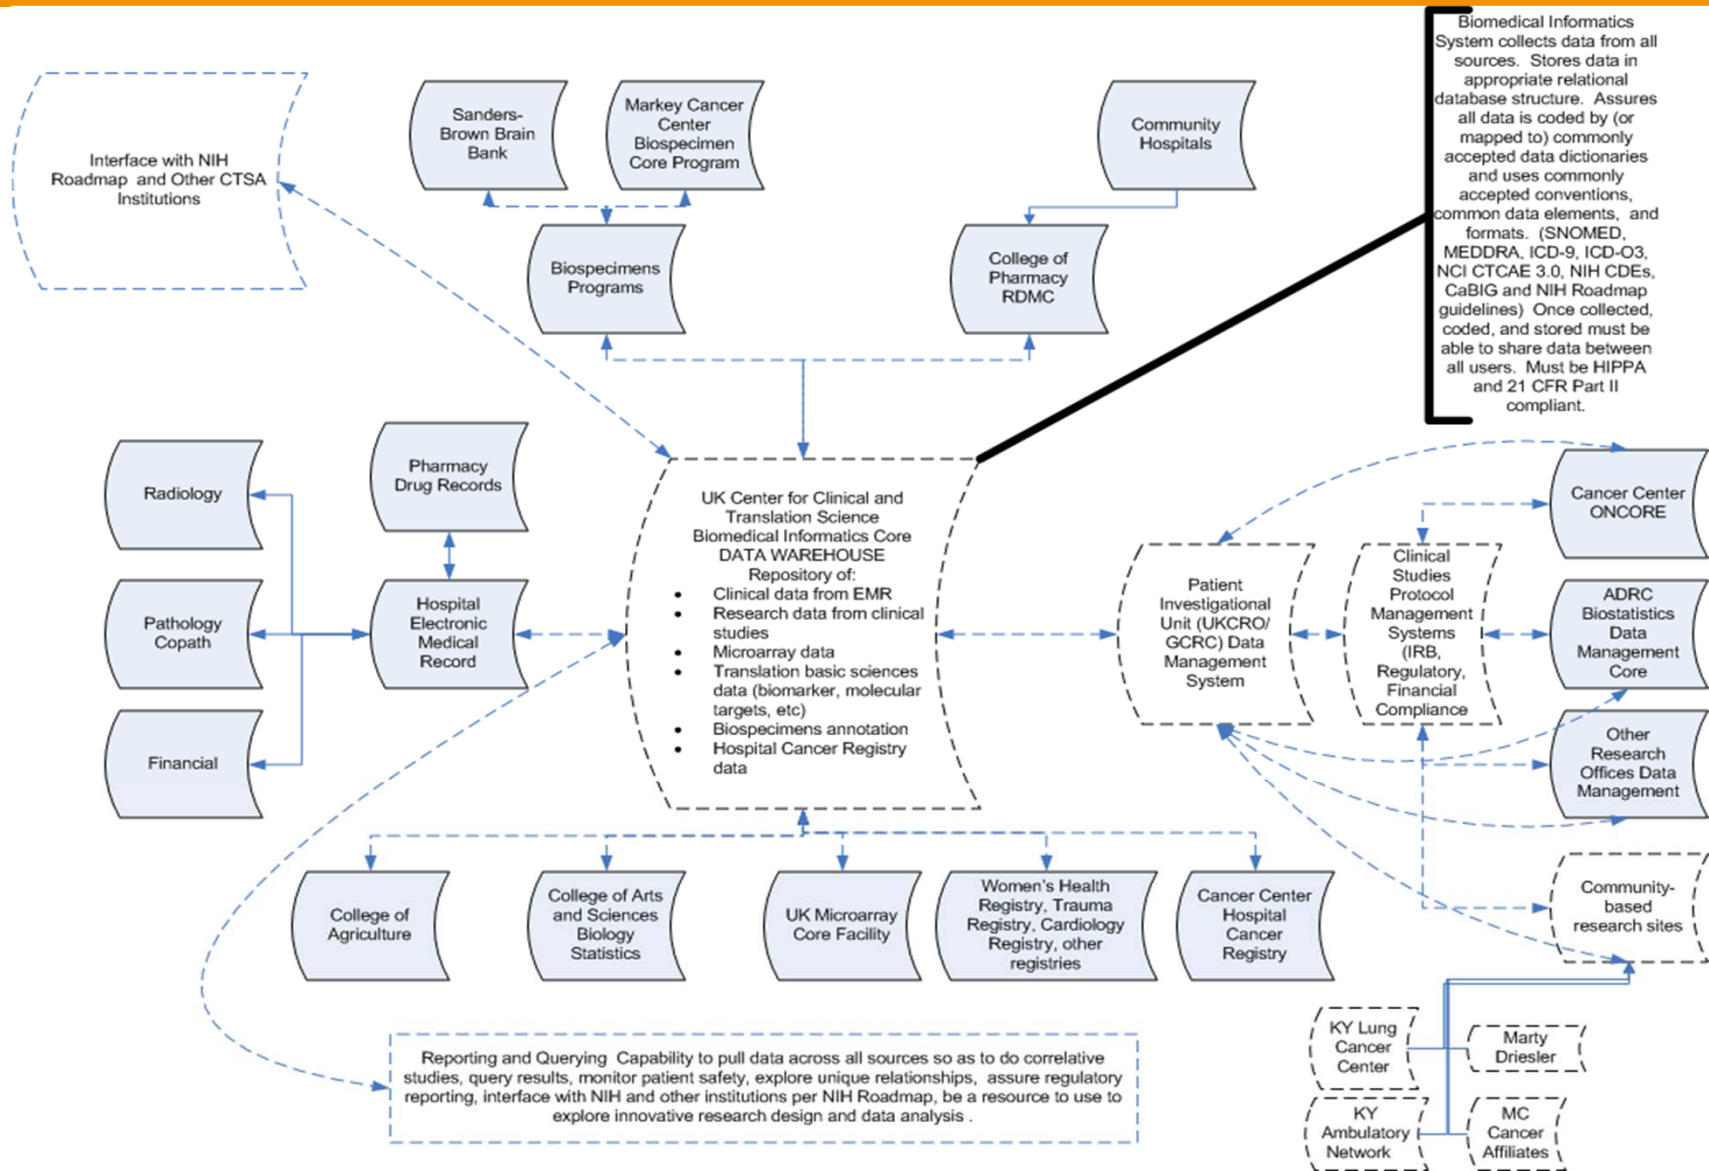 Biomedical Informatics
System collects data from all
sources. Stores data in
appropriate relational
database structure. Assures
all data is coded by (or
mapped to) commonly
accepted data dictionaries
and uses commonly
accepted conventions,
common data elements, and
formats. (SNOMED,
MEDDRA, ICD-9, ICD-O3,
NCI CTCAE 3.0, NIH CDEs,
CaBIG and NIH Roadmap
guidelines) Once collected,
coded, and stored must be
able to share data between
all users. Must be HIPPA
and 21 CFR Part II
compliant.
Interface with NIH
Roadmap and Other CTSA
Institutions
Sanders-
Brown Brain
Bank
Markey Cancer
Center
Biospecimen
Core Program
Community
Hospitals
Biospecimens
Programs
College of
Pharmacy
RDMC
Radiology
Pharmacy
Drug Records
Pathology
Copath
Hospital
Electronic
Medical
Record
Financial
UK Center for Clinical and
Translation Science
Biomedical Informatics Core
DATA WAREHOUSE
Repository of:
• Clinical data from EMR
• Research data from clinical
studies
• Microarray data
• Translation basic sciences
data (biomarker, molecular
targets, etc)
• Biospecimens annotation
• Hospital Cancer Registry
data
Patient
Investigational
Unit (UKCRO/
GCRC) Data
Management
System
Clinical
Studies
Protocol
Management
Systems
(IRB,
Regulatory,
Financial
Compliance
Cancer Center
ONCORE
ADRC
Biostatistics
Data
Management
Core
Other
Research
Offices Data
Management
Community-
based
research sites
College of
Agriculture
College of Arts
and Sciences
Biology
Statistics
UK Microarray
Core Facility
Women's Health
Registry, Trauma
Registry, Cardiology
Registry, other
registries
Cancer Center
Hospital
Cancer
Registry
KY Lung
Cancer
Center
Marty
Driesler
KY
Ambulatory
Network
MC
Cancer
Affiliates
Reporting and Querying Capability to pull data across all sources so as to do correlative
studies, query results, monitor patient safety, explore unique relationships, assure regulatory
reporting, interface with NIH and other institutions per NIH Roadmap, be a resource to use to
explore innovative research design and data analysis .